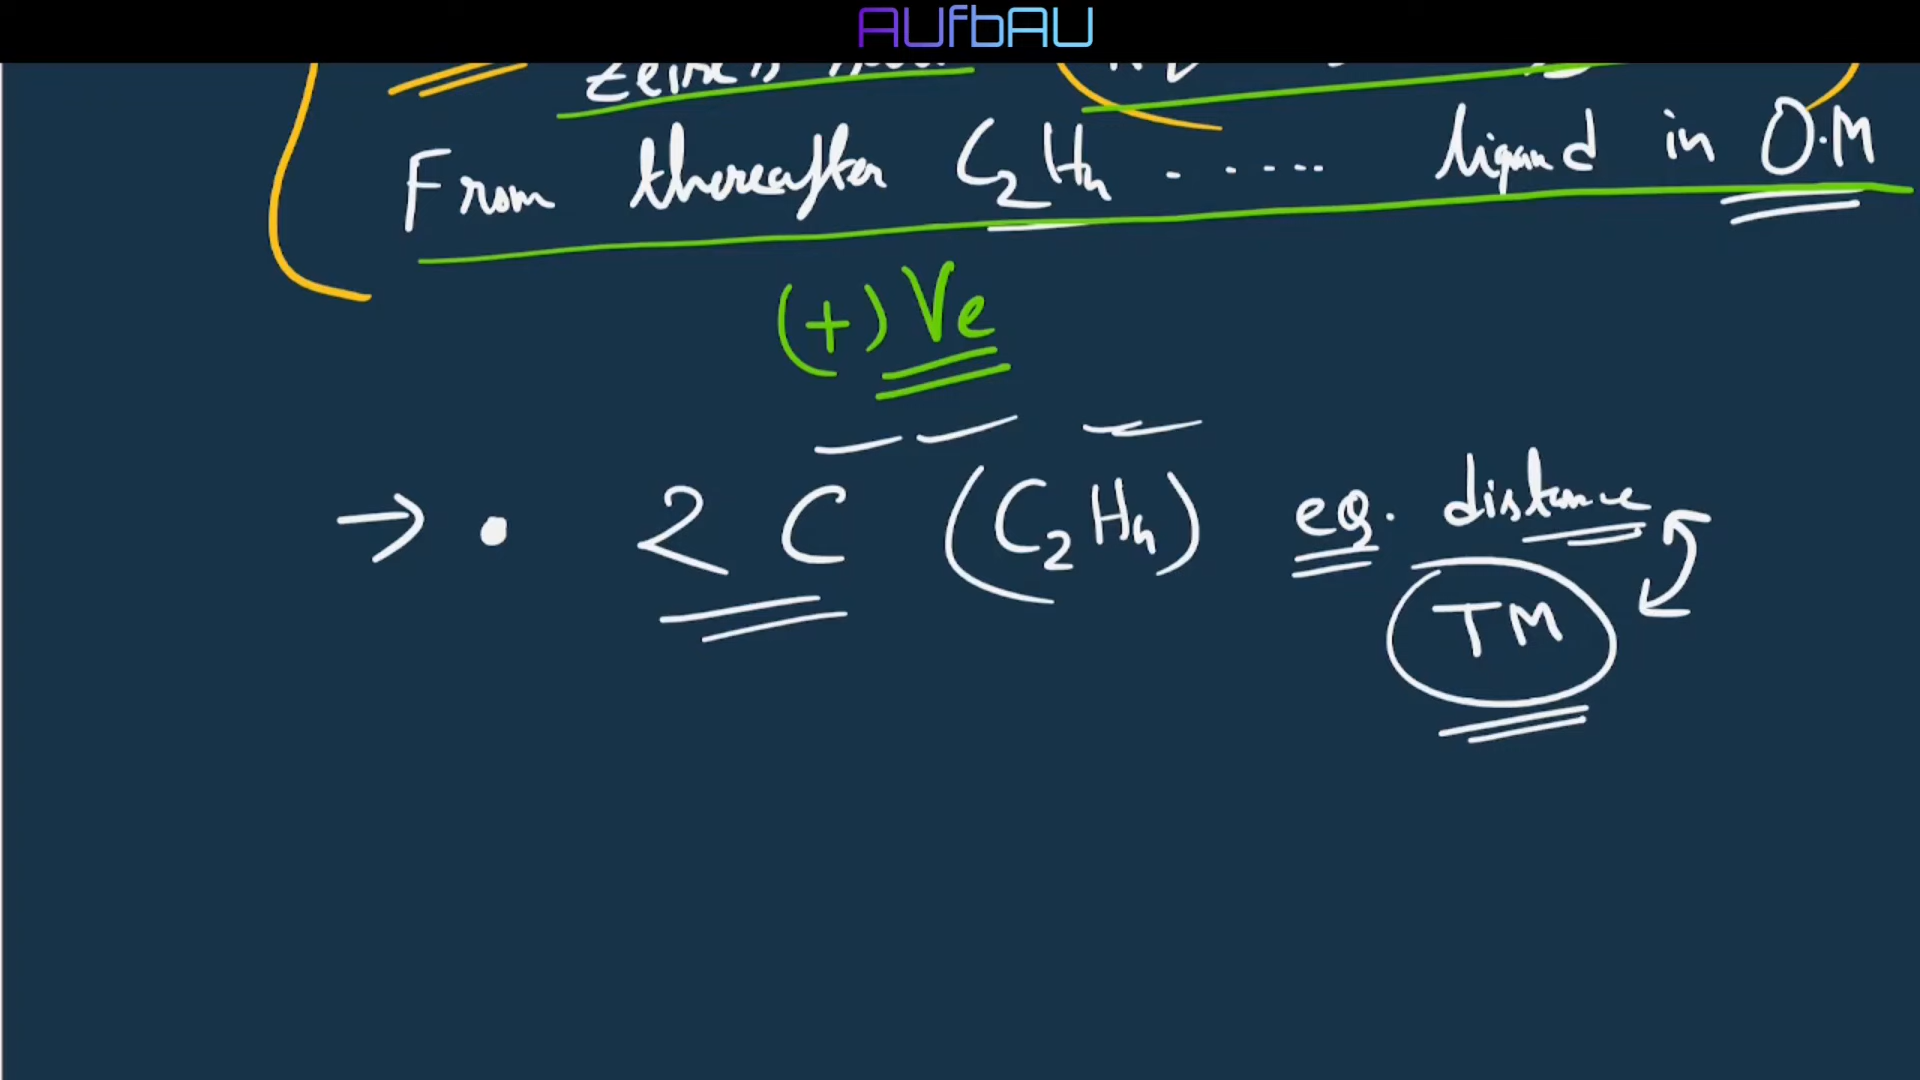 AUfbAU
From thereafter C2H4 ..... ligand in O.M
(+)Ve
→ • 2 C (C2H4) eq. distance
TM